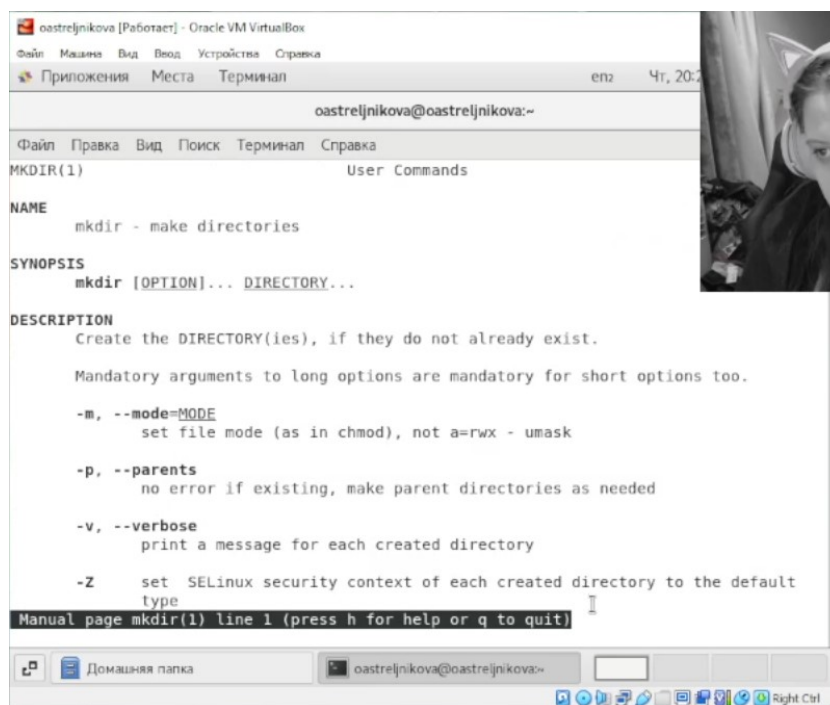 oastreljnikova [Работает] - Oracle VM VirtualBox
Файл Машина Вид Ввод Устройства Справка
Приложения Места Терминал en₂ Чт, 20:2
oastreljnikova@oastreljnikova:~
Файл Правка Вид Поиск Терминал Справка
MKDIR(1) User Commands
NAME
mkdir - make directories
SYNOPSIS
mkdir [OPTION]... DIRECTORY...
DESCRIPTION
Create the DIRECTORY(ies), if they do not already exist.
Mandatory arguments to long options are mandatory for short options too.
-m, --mode=MODE
set file mode (as in chmod), not a=rwx - umask
-p, --parents
no error if existing, make parent directories as needed
-v, --verbose
print a message for each created directory
-Z set SELinux security context of each created directory to the default
type
Manual page mkdir(1) line 1 (press h for help or q to quit)
Домашняя папка oastreljnikova@oastreljnikova:~
Right Ctrl